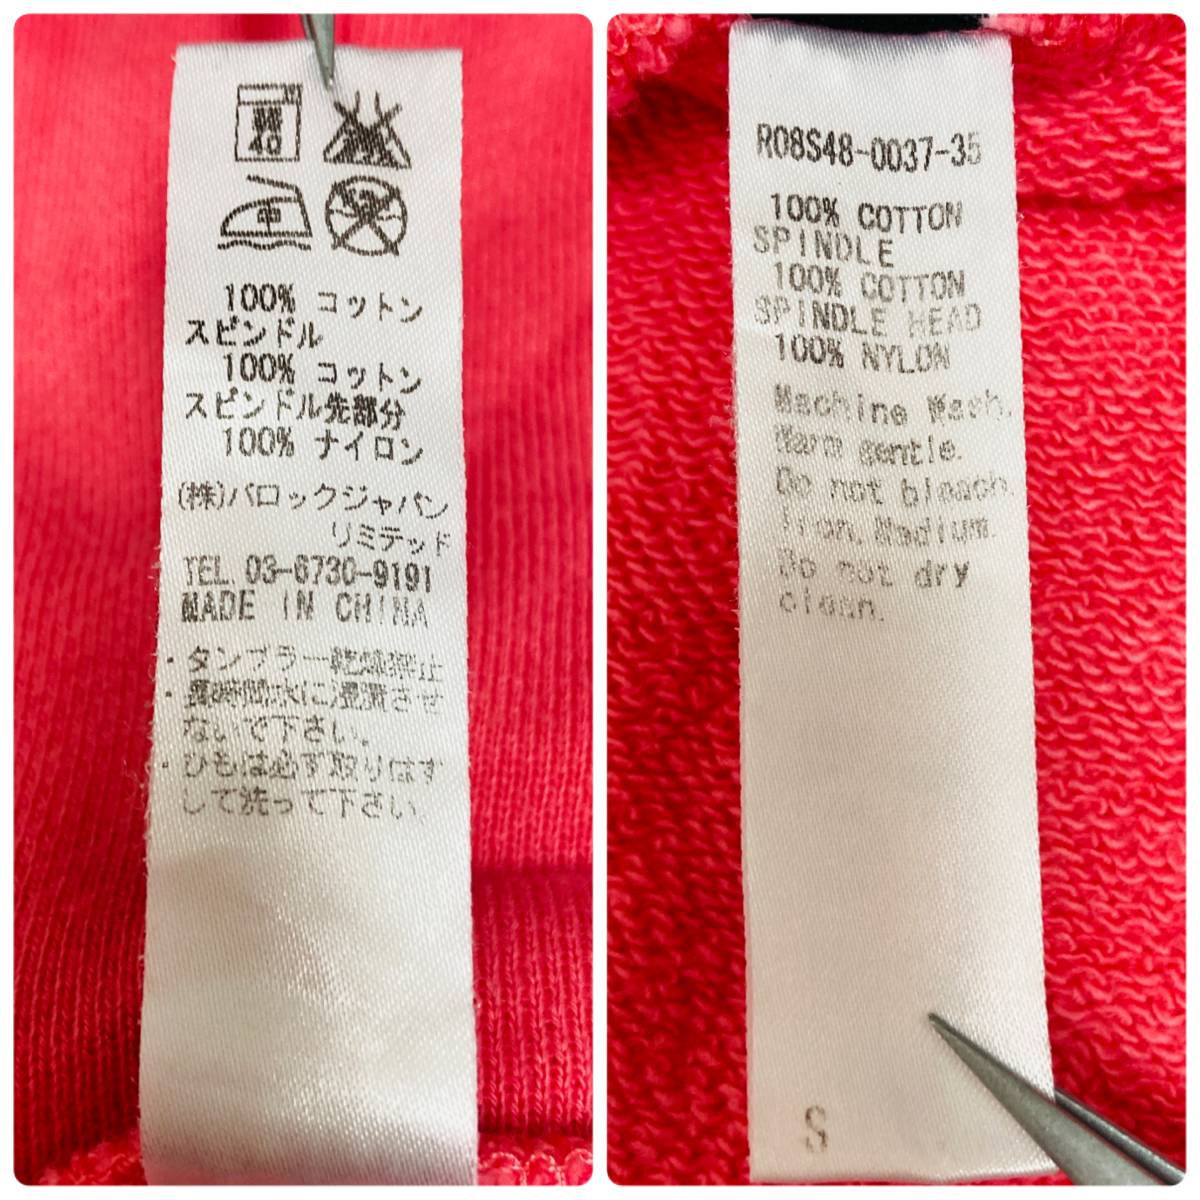 弱
40
中
100% コットン
スピンドル
100% コットン
スピンドル先部分
100% ナイロン
(株)バロックジャパン
リミテッド
TEL 03-6730-9191
MADE IN CHINA
・タンブラー乾燥禁止
・長時間水に浸漬させ
ないで下さい。
・ひもは必ず取りはず
して洗って下さい。
R08S48-0037-35
100% COTTON
SPINDLE
100% COTTON
SPINDLE HEAD
100% NYLON
Machine Wash.
Warm gentle.
Do not bleach.
Iron. Medium.
Do not dry
clean.
S